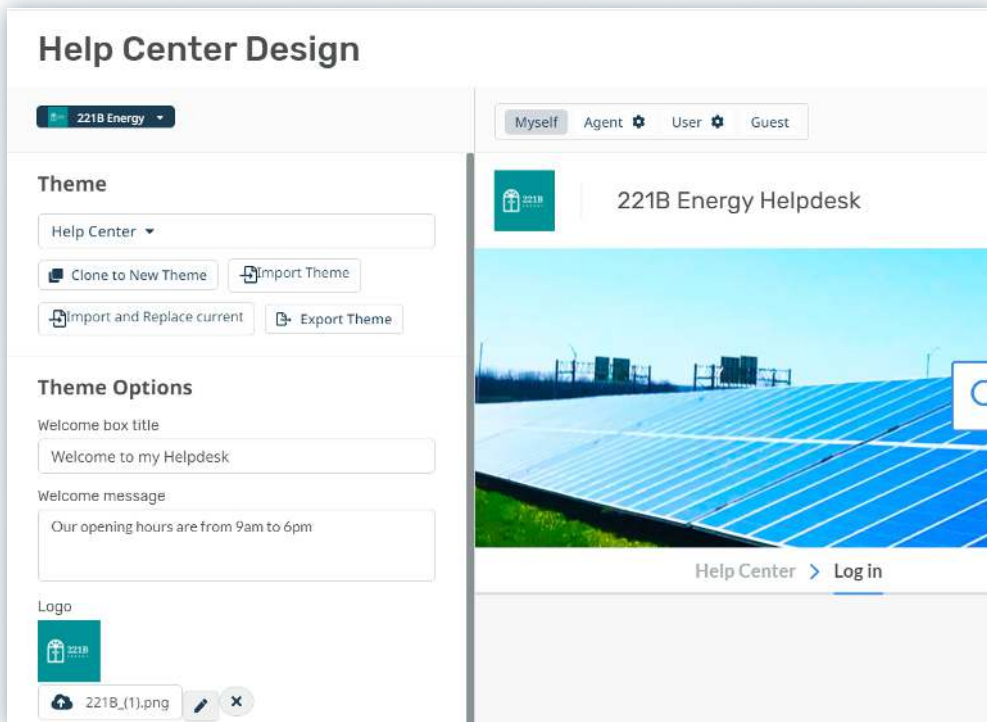 Help Center Design
221B Energy
Myself Agent User Guest
Theme
Help Center
Clone to New Theme Import Theme
Import and Replace current Export Theme
Theme Options
Welcome box title
Welcome to my Helpdesk
Welcome message
Our opening hours are from 9am to 6pm
Logo
221B
221B_(1).png
221B
221B Energy Helpdesk
Help Center > Log in